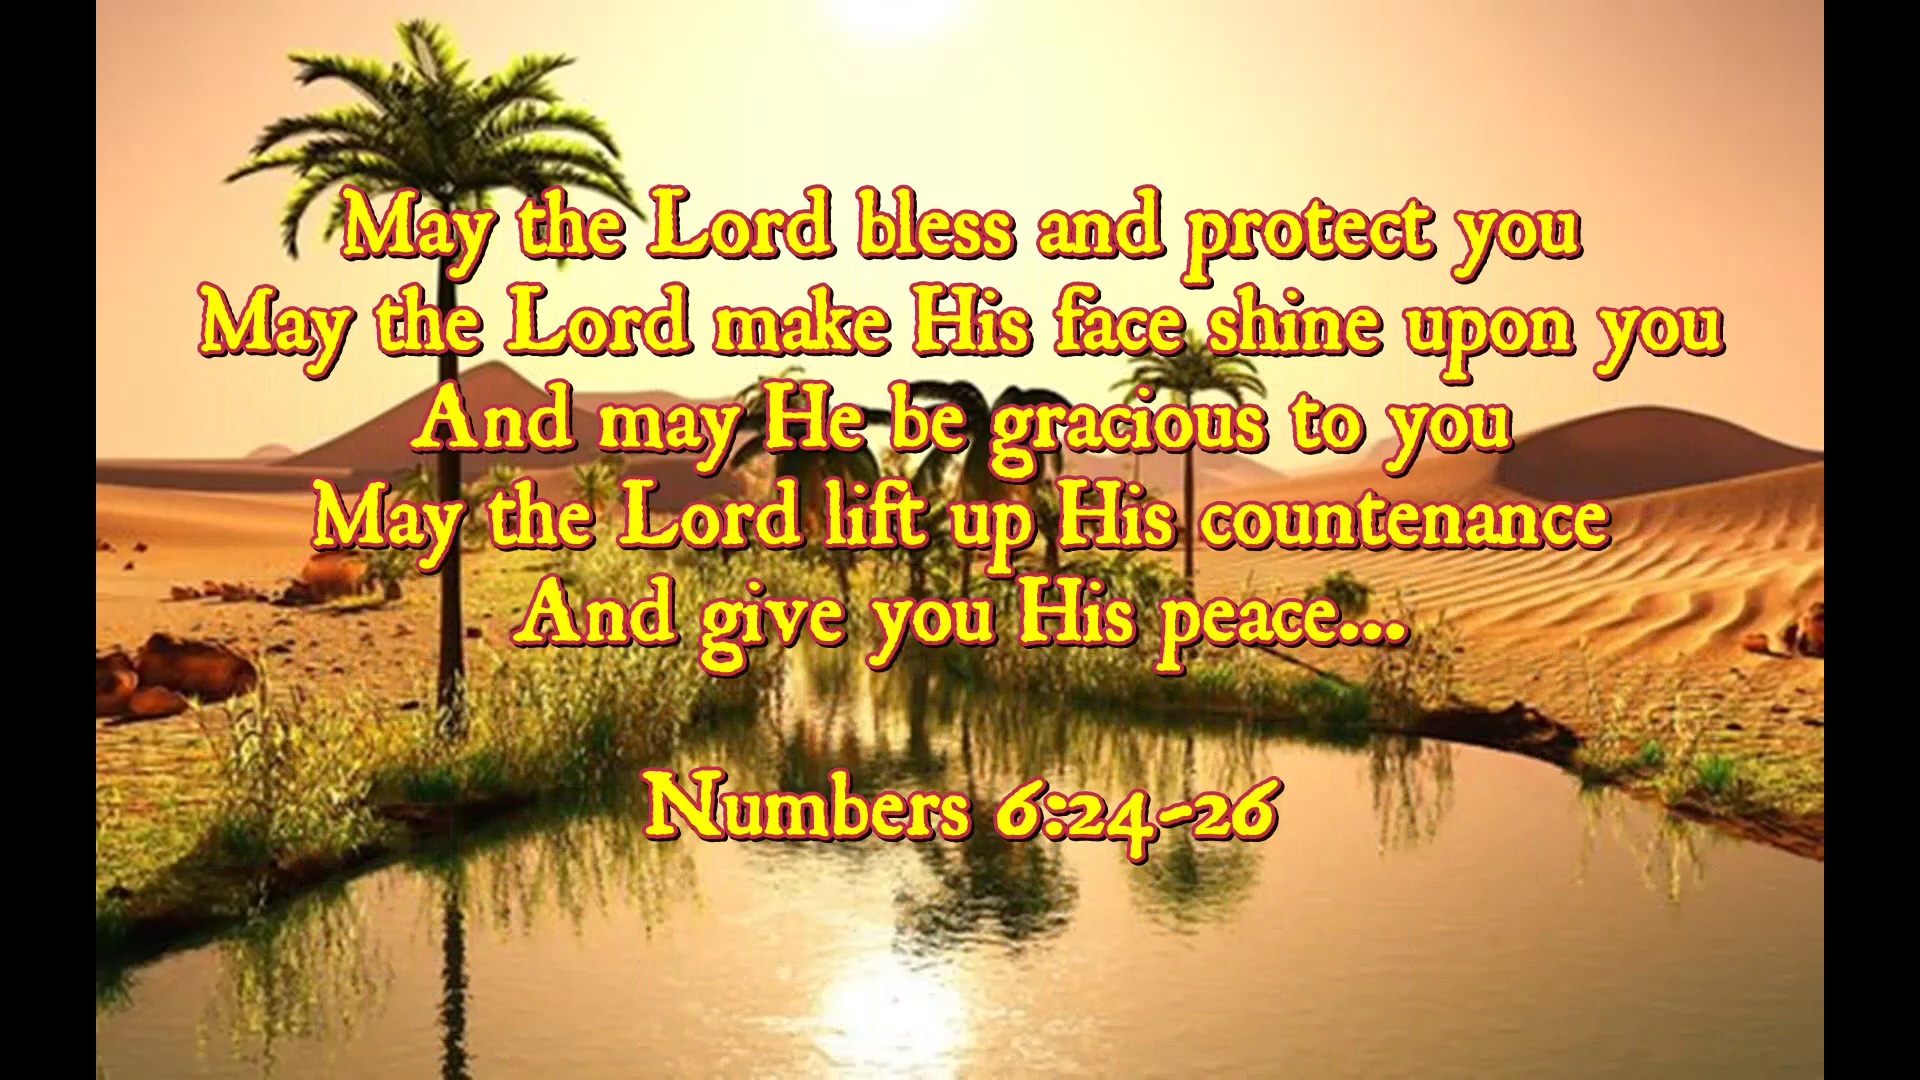 May the Lord bless and protect you
May the Lord make His face shine upon you
And may He be gracious to you
May the Lord lift up His countenance
And give you His peace...
Numbers 6:24-26